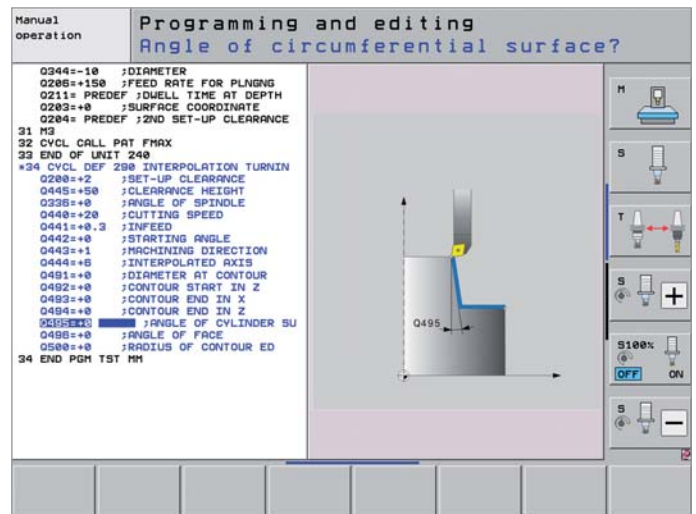 Manual
operation
Programming and editing
Angle of circumferential surface?
Q344=-10 ;DIAMETER
Q206=+150 ;FEED RATE FOR PLNGNG
Q211= PREDEF ;DWELL TIME AT DEPTH
Q203=+0 ;SURFACE COORDINATE
Q204= PREDEF ;2ND SET-UP CLEARANCE
31 M3
32 CYCL CALL PAT FMAX
33 END OF UNIT 240
*34 CYCL DEF 290 INTERPOLATION TURNIN
Q200=+2 ;SET-UP CLEARANCE
Q445=+50 ;CLEARANCE HEIGHT
Q336=+0 ;ANGLE OF SPINDLE
Q440=+20 ;CUTTING SPEED
Q441=+0.3 ;INFEED
Q442=+0 ;STARTING ANGLE
Q443=+1 ;MACHINING DIRECTION
Q444=+6 ;INTERPOLATED AXIS
Q491=+0 ;DIAMETER AT CONTOUR
Q492=+0 ;CONTOUR START IN Z
Q493=+0 ;CONTOUR END IN X
Q494=+0 ;CONTOUR END IN Z
Q495=+0 ;ANGLE OF CYLINDER SU
Q496=+0 ;ANGLE OF FACE
Q500=+0 ;RADIUS OF CONTOUR ED
34 END PGM TST MM
Q495
M
S
T
S
+
S100%
OFF ON
S
-